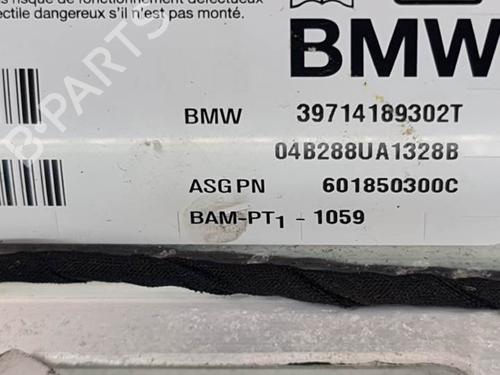 risque de fonctionnement défectueux
ectile dangereux s'il n'est pas monté.
BMW
BMW 39714189302T
04B288UA1328B
ASG PN 601850300C
BAM-PT1 - 1059
B-PARTS